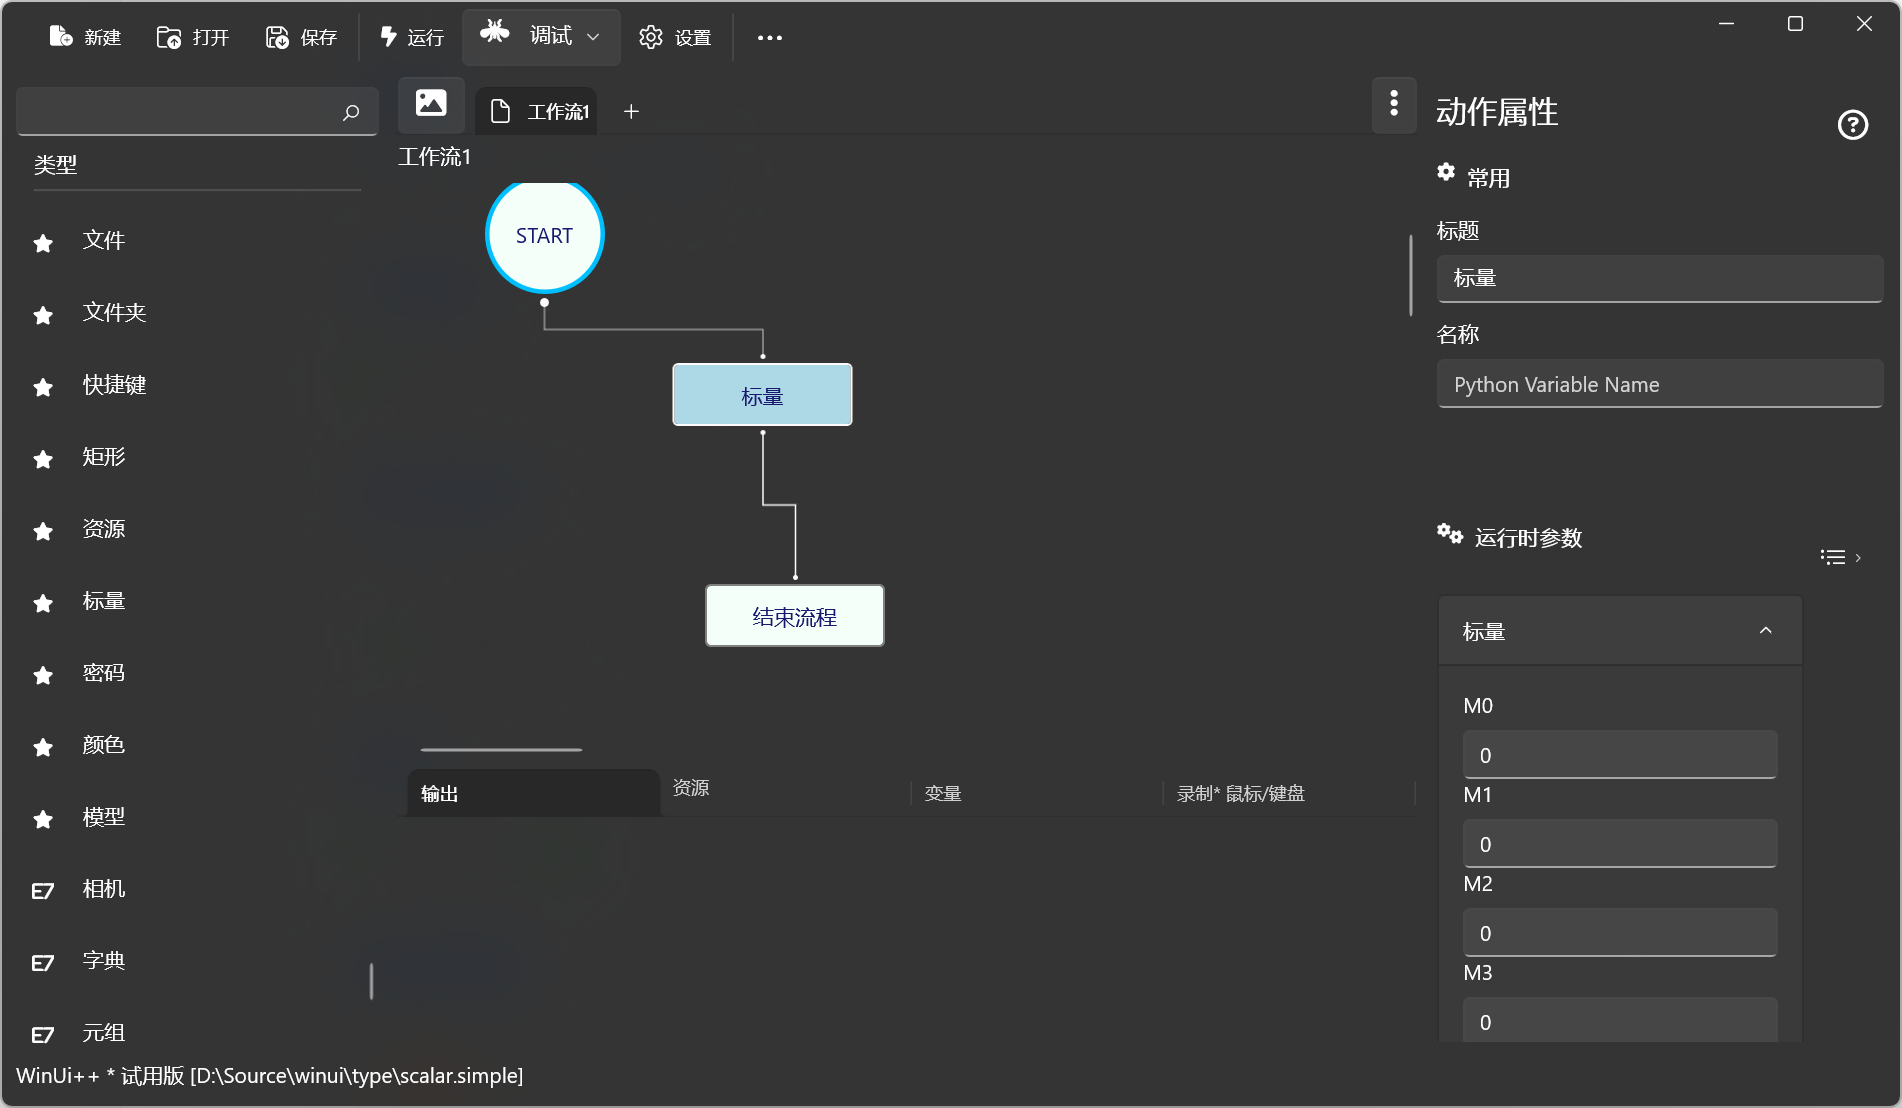 新建
打开
保存
运行
调试
设置
工作流1
工作流1
类型
文件
文件夹
快捷键
矩形
资源
标量
密码
颜色
模型
相机
字典
元组
START
标量
结束流程
输出
资源
变量
录制* 鼠标/键盘
动作属性
常用
标题
标量
名称
Python Variable Name
运行时参数
标量
M0
0
M1
0
M2
0
M3
0
WinUi++ * 试用版 [D:\Source\winui\type\scalar.simple]